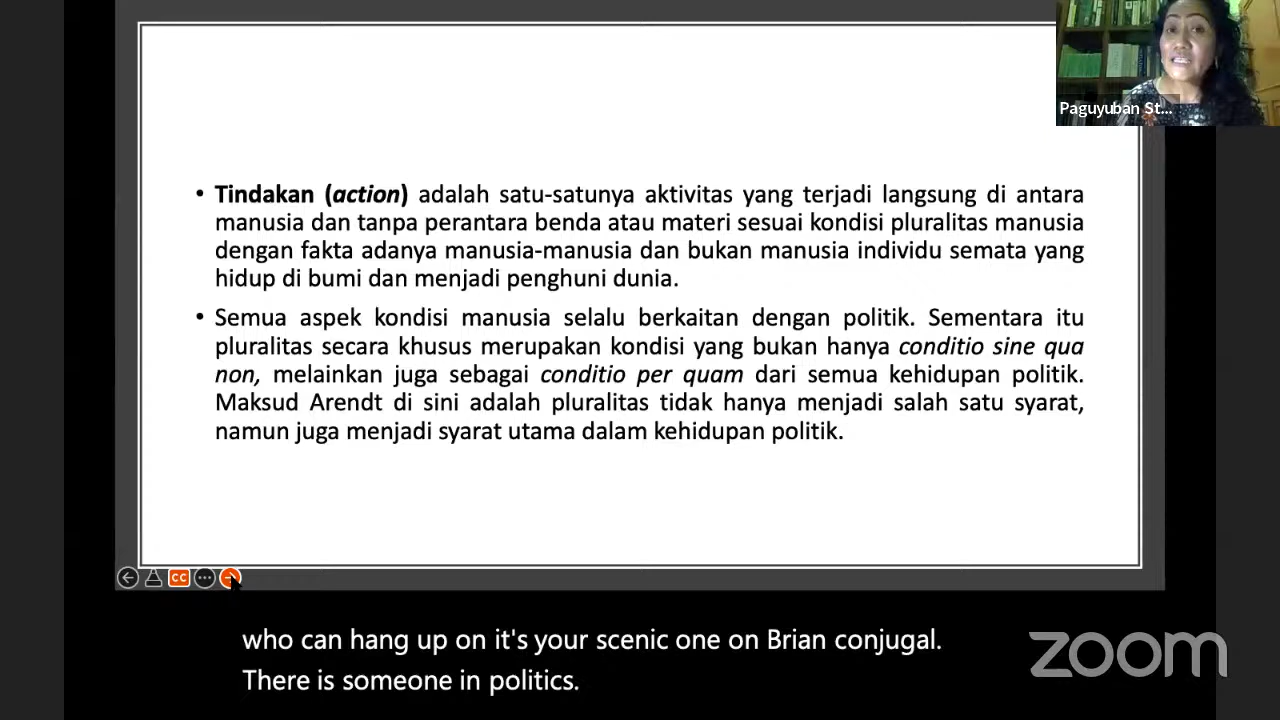 Paguyuban St...
• Tindakan (action) adalah satu-satunya aktivitas yang terjadi langsung di antara
manusia dan tanpa perantara benda atau materi sesuai kondisi pluralitas manusia
dengan fakta adanya manusia-manusia dan bukan manusia individu semata yang
hidup di bumi dan menjadi penghuni dunia.
• Semua aspek kondisi manusia selalu berkaitan dengan politik. Sementara itu
pluralitas secara khusus merupakan kondisi yang bukan hanya conditio sine qua
non, melainkan juga sebagai conditio per quam dari semua kehidupan politik.
Maksud Arendt di sini adalah pluralitas tidak hanya menjadi salah satu syarat,
namun juga menjadi syarat utama dalam kehidupan politik.
CC
who can hang up on it's your scenic one on Brian conjugal.
There is someone in politics.
zoom